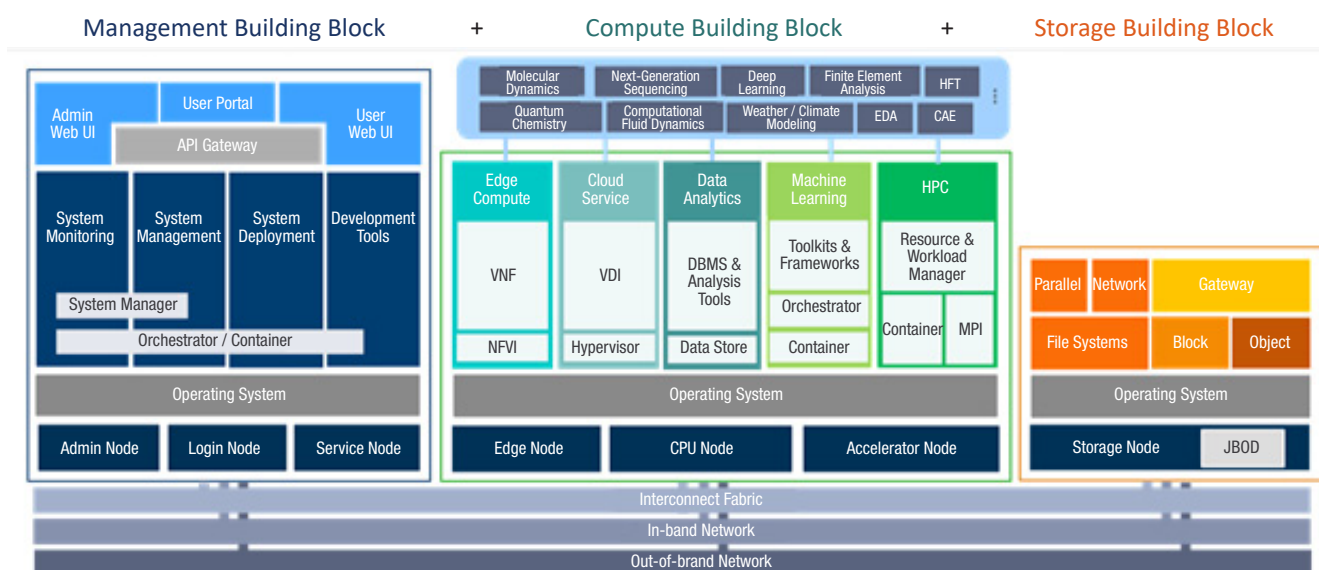 Management Building Block + Compute Building Block + Storage Building Block
Admin
Web UI
User Portal
User
Web UI
API Gateway
System
Monitoring
System
Management
System
Deployment
Development
Tools
System Manager
Orchestrator / Container
Operating System
Admin Node
Login Node
Service Node
Molecular
Dynamics
Next-Generation
Sequencing
Deep
Learning
Finite Element
Analysis
HFT
Quantum
Chemistry
Computational
Fluid Dynamics
Weather / Climate
Modeling
EDA
CAE
...
Edge
Compute
VNF
NFVI
Cloud
Service
VDI
Hypervisor
Data
Analytics
DBMS &
Analysis
Tools
Data Store
Machine
Learning
Toolkits &
Frameworks
Orchestrator
Container
HPC
Resource &
Workload
Manager
Container
MPI
Operating System
Edge Node
CPU Node
Accelerator Node
Parallel
Network
Gateway
File Systems
Block
Object
Operating System
Storage Node
JBOD
Interconnect Fabric
In-band Network
Out-of-brand Network